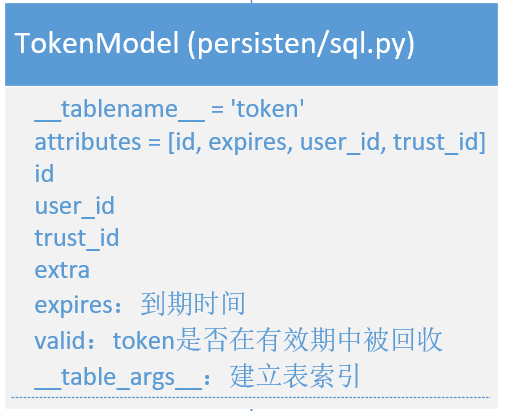 TokenModel (persisten/sql.py)
__tablename__ = 'token'
attributes = [id, expires, user_id, trust_id]
id
user_id
trust_id
extra
expires：到期时间
valid：token是否在有效期中被回收
__table_args__：建立表索引